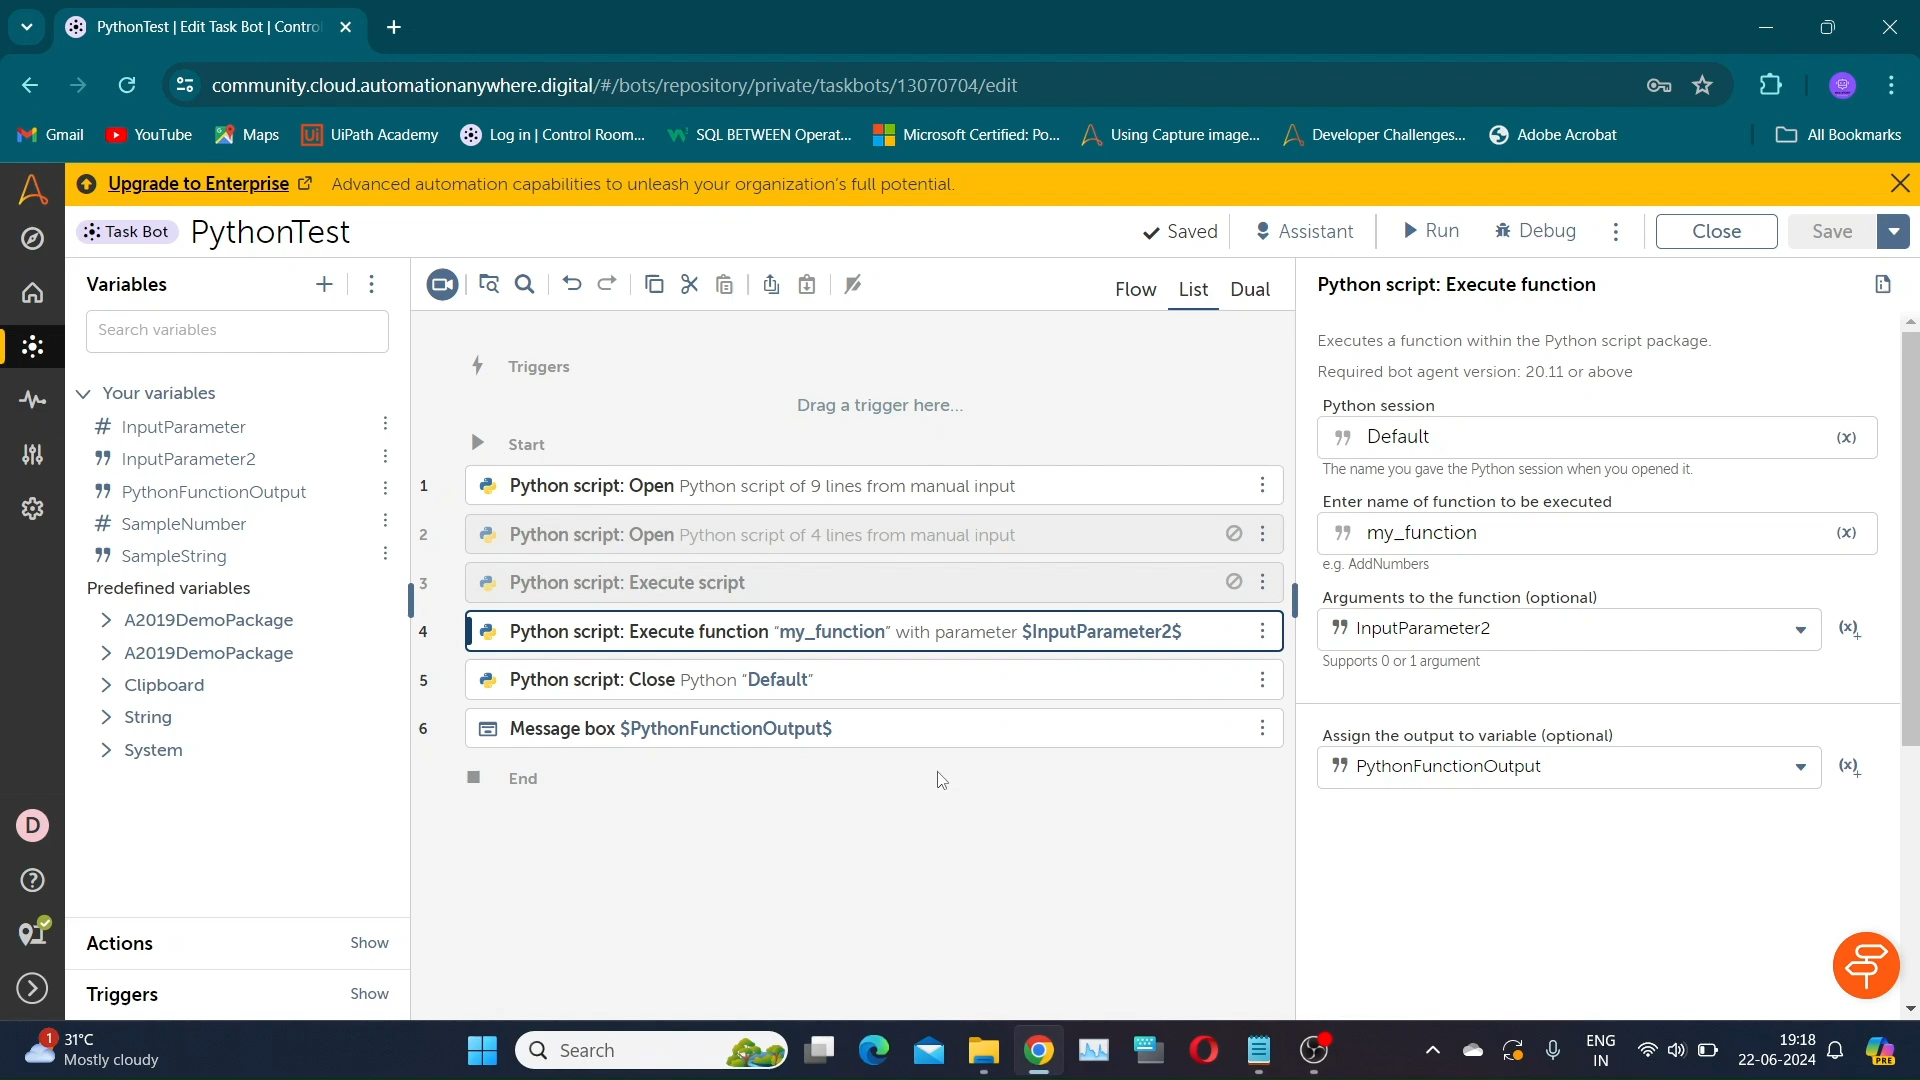 PythonTest | Edit Task Bot | Contro
community.cloud.automationanywhere.digital/#/bots/repository/private/taskbots/13070704/edit
Gmail YouTube Maps UiPath Academy Log in | Control Room... SQL BETWEEN Operat... Microsoft Certified: Po... Using Capture image... Developer Challenges... Adobe Acrobat All Bookmarks
Upgrade to Enterprise Advanced automation capabilities to unleash your organization's full potential.
Task Bot PythonTest Saved Assistant Run Debug Close Save
Variables
Search variables
Your variables
# InputParameter
InputParameter2
PythonFunctionOutput
# SampleNumber
SampleString
Predefined variables
A2019DemoPackage
A2019DemoPackage
Clipboard
String
System
Actions Show
Triggers Show
D
Flow List Dual
Triggers
Drag a trigger here...
Start
1 Python script: Open Python script of 9 lines from manual input
2 Python script: Open Python script of 4 lines from manual input
3 Python script: Execute script
4 Python script: Execute function "my_function" with parameter $InputParameter2$
5 Python script: Close Python "Default"
6 Message box $PythonFunctionOutput$
End
Python script: Execute function
Executes a function within the Python script package.
Required bot agent version: 20.11 or above
Python session
Default (x)
The name you gave the Python session when you opened it.
Enter name of function to be executed
my_function (x)
e.g. AddNumbers
Arguments to the function (optional)
InputParameter2 (x)+
Supports 0 or 1 argument
Assign the output to variable (optional)
PythonFunctionOutput (x)+
1 31°C
Mostly cloudy
Search
ENG
IN
19:18
22-06-2024
PRE